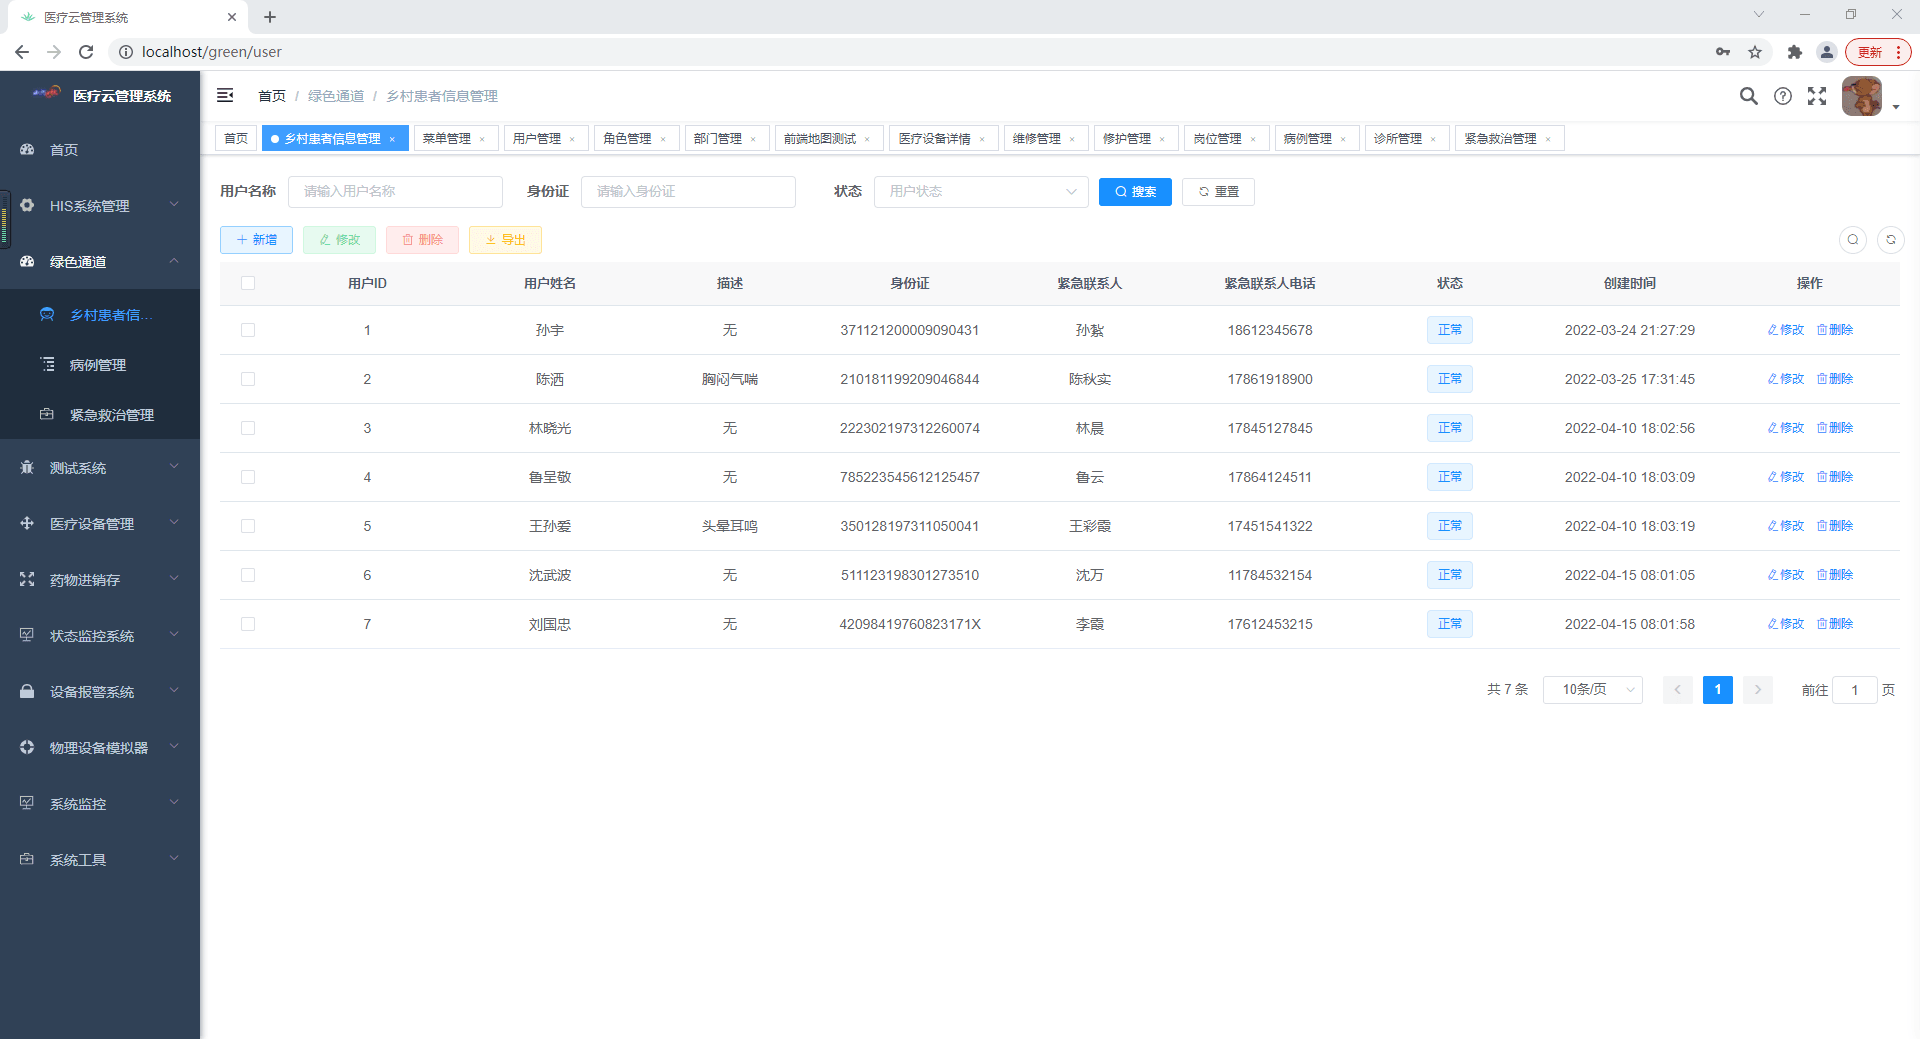 医疗云管理系统
localhost/green/user
更新
医疗云管理系统
首页 / 绿色通道 / 乡村患者信息管理
首页 乡村患者信息管理 菜单管理 用户管理 角色管理 部门管理 前端地图测试 医疗设备详情 维修管理 修护管理 岗位管理 病例管理 诊所管理 紧急救治管理
首页
HIS系统管理
绿色通道
乡村患者信...
病例管理
紧急救治管理
测试系统
医疗设备管理
药物进销存
状态监控系统
设备报警系统
物理设备模拟器
系统监控
系统工具
用户名称 请输入用户名称 身份证 请输入身份证 状态 用户状态 搜索 重置
新增 修改 删除 导出
用户ID 用户姓名 描述 身份证 紧急联系人 紧急联系人电话 状态 创建时间 操作
1 孙宇 无 371121200009090431 孙紮 18612345678 正常 2022-03-24 21:27:29 修改 删除
2 陈洒 胸闷气喘 210181199209046844 陈秋实 17861918900 正常 2022-03-25 17:31:45 修改 删除
3 林晓光 无 222302197312260074 林晨 17845127845 正常 2022-04-10 18:02:56 修改 删除
4 鲁呈敬 无 785223545612125457 鲁云 17864124511 正常 2022-04-10 18:03:09 修改 删除
5 王孙爱 头晕耳鸣 350128197311050041 王彩霞 17451541322 正常 2022-04-10 18:03:19 修改 删除
6 沈武波 无 511123198301273510 沈万 11784532154 正常 2022-04-15 08:01:05 修改 删除
7 刘国忠 无 42098419760823171X 李霞 17612453215 正常 2022-04-15 08:01:58 修改 删除
共 7 条 10条/页 1 前往 1 页